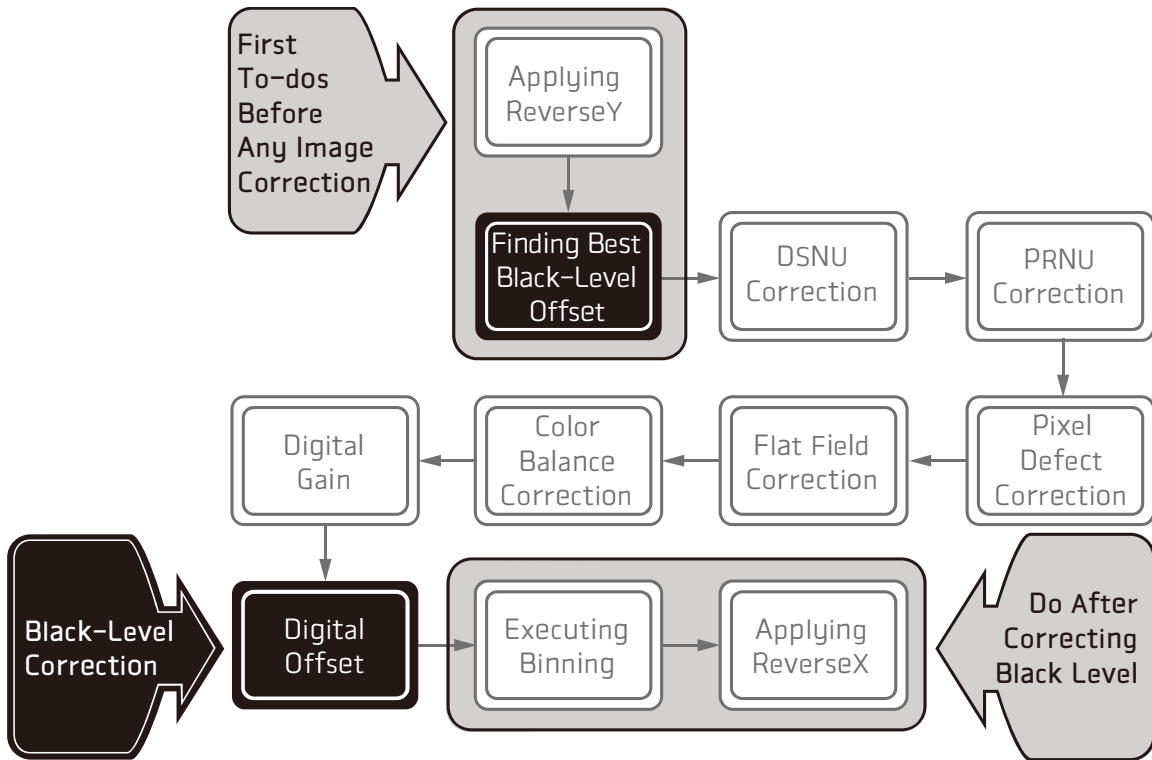 First
To-dos
Before
Any Image
Correction
Applying
ReverseY
Finding Best
Black-Level
Offset
DSNU
Correction
PRNU
Correction
Pixel
Defect
Correction
Flat Field
Correction
Color
Balance
Correction
Digital
Gain
Black-Level
Correction
Digital
Offset
Executing
Binning
Applying
ReverseX
Do After
Correcting
Black Level